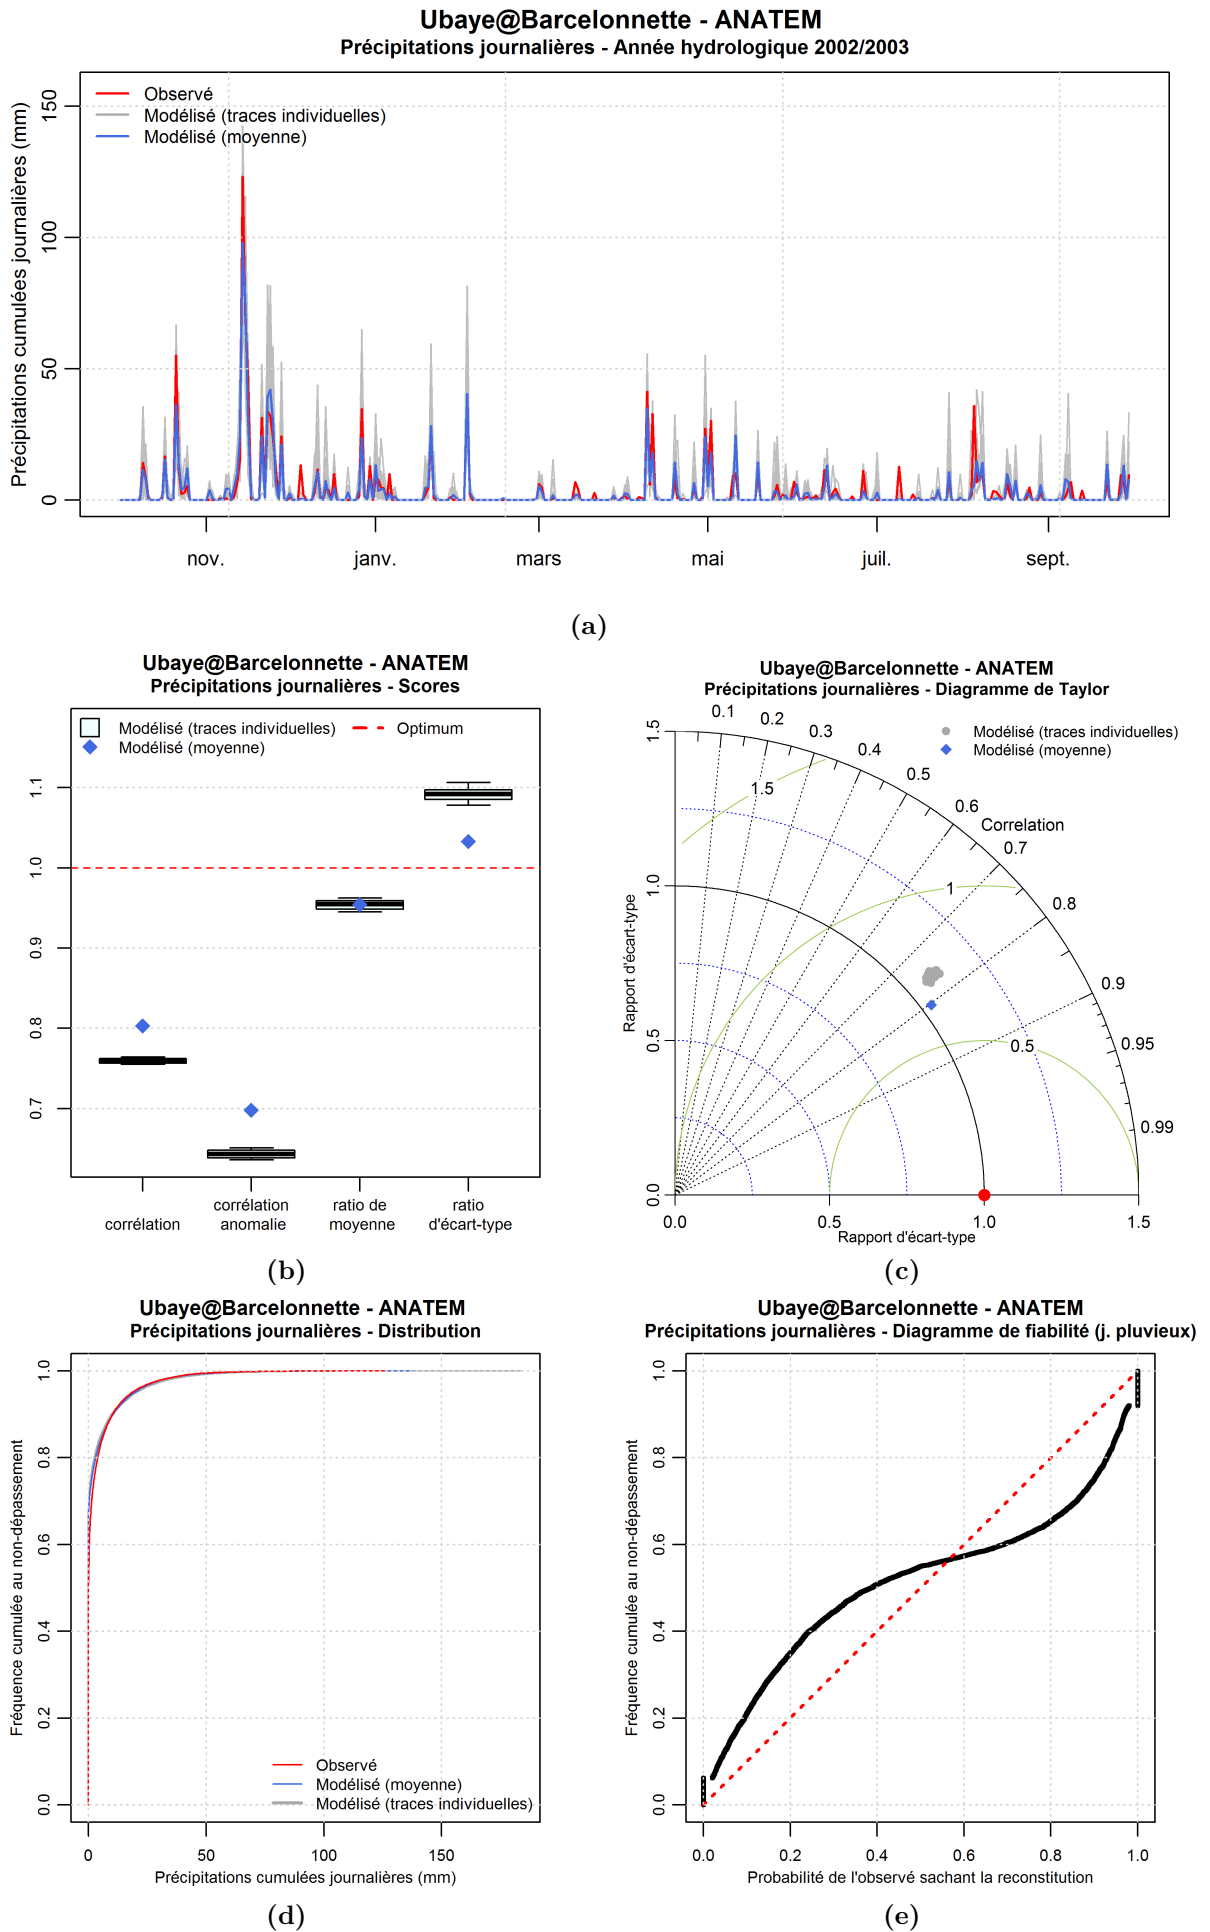 Ubaye@Barcelonnette - ANATEM
Précipitations journalières - Année hydrologique 2002/2003
Observé
Modélisé (traces individuelles)
Modélisé (moyenne)
Précipitations cumulées journalières (mm)
150
100
50
0
nov.
janv.
mars
mai
juil.
sept.
(a)
Ubaye@Barcelonnette - ANATEM
Précipitations journalières - Scores
Modélisé (traces individuelles)
Modélisé (moyenne)
Optimum
1.1
1.0
0.9
0.8
0.7
corrélation
corrélation
anomalie
ratio de
moyenne
ratio
d'écart-type
(b)
Ubaye@Barcelonnette - ANATEM
Précipitations journalières - Diagramme de Taylor
Modélisé (traces individuelles)
Modélisé (moyenne)
0.1
0.2
0.3
0.4
0.5
0.6
Correlation
0.7
0.8
0.9
0.95
0.99
1.5
1
0.5
Rapport d'écart-type
1.5
1.0
0.5
0.0
0.0
0.5
1.0
1.5
Rapport d'écart-type
(c)
Ubaye@Barcelonnette - ANATEM
Précipitations journalières - Distribution
Fréquence cumulée au non-dépassement
1.0
0.8
0.6
0.4
0.2
0.0
Observé
Modélisé (moyenne)
Modélisé (traces individuelles)
0
50
100
150
Précipitations cumulées journalières (mm)
(d)
Ubaye@Barcelonnette - ANATEM
Précipitations journalières - Diagramme de fiabilité (j. pluvieux)
Fréquence cumulée au non-dépassement
1.0
0.8
0.6
0.4
0.2
0.0
0.0
0.2
0.4
0.6
0.8
1.0
Probabilité de l'observé sachant la reconstitution
(e)